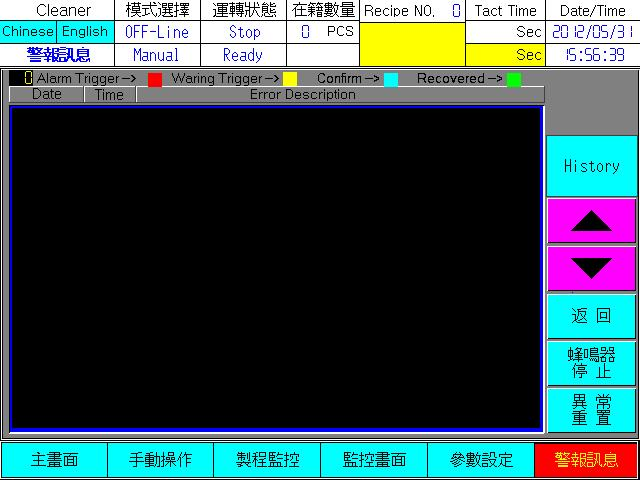 Cleaner 模式選擇 運轉狀態 在籍數量 Recipe NO. 0 Tact Time Date/Time
Chinese English OFF-Line Stop 0 PCS Sec 2012/05/31
警報訊息 Manual Ready Sec 15:56:39
0 Alarm Trigger-> Waring Trigger-> Confirm-> Recovered->
Date Time Error Description
History
返 回
蜂鳴器
停 止
異 常
重 置
主畫面 手動操作 製程監控 監控畫面 參數設定 警報訊息